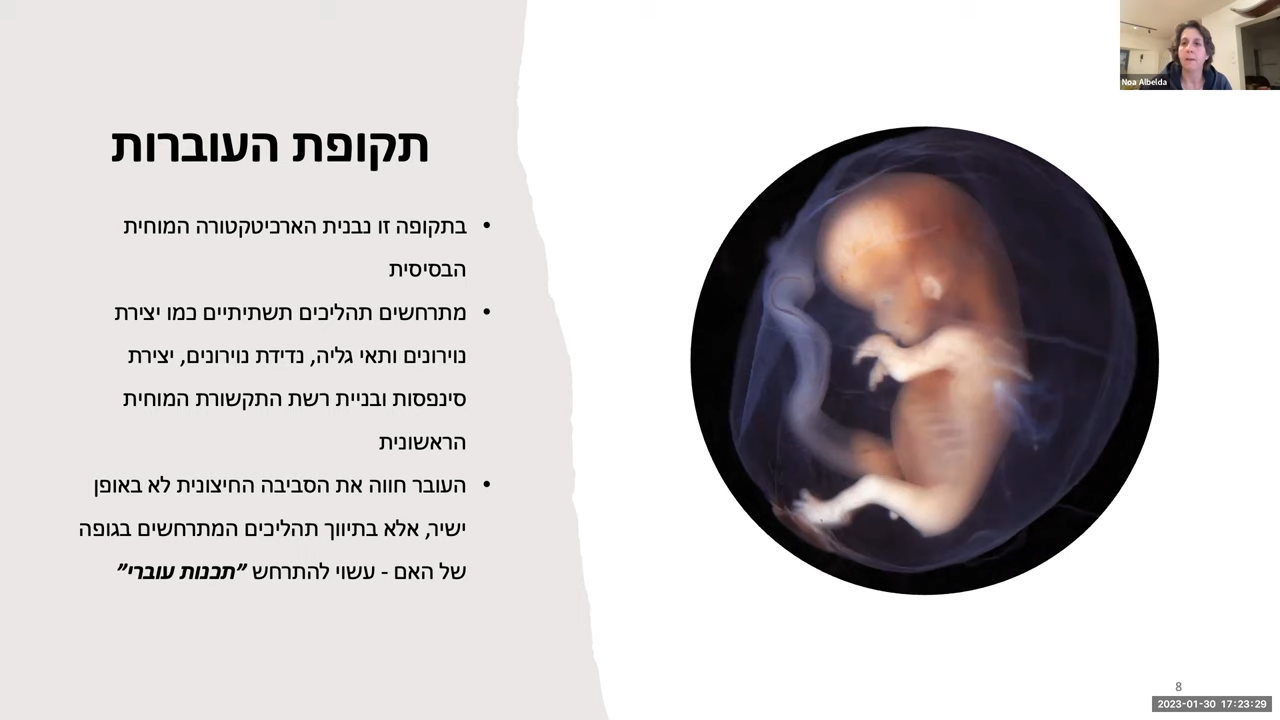 Noa Albelda
תקופת העוברות
• בתקופה זו נבנית הארכיטקטורה המוחית
הבסיסית
• מתרחשים תהליכים תשתיתיים כמו יצירת
נוירונים ותאי גליה, נדידת נוירונים, יצירת
סינפסות ובניית רשת התקשורת המוחית
הראשונית
• העובר חווה את הסביבה החיצונית לא באופן
ישיר, אלא בתיווך תהליכים המתרחשים בגופה
של האם - עשוי להתרחש "תכנות עוברי"
8
2023-01-30 17:23:29